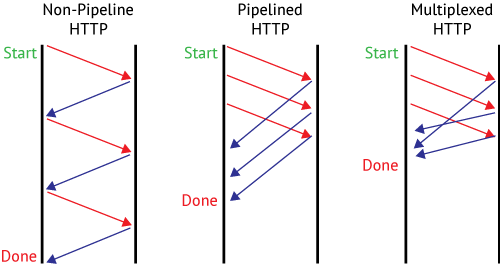 Non-Pipeline
HTTP
Pipelined
HTTP
Multiplexed
HTTP
Start
Start
Start
Done
Done
Done